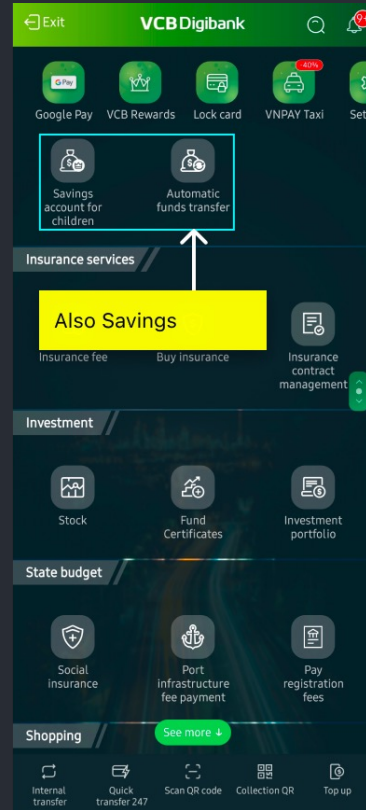 Exit
VCB Digibank
9+
G Pay
-40%
Google Pay
VCB Rewards
Lock card
VNPAY Taxi
Set
Savings
account for
children
Automatic
funds transfer
Insurance services
Also Savings
Insurance fee
Buy insurance
Insurance
contract
management
Investment
Stock
Fund
Certificates
Investment
portfolio
State budget
Social
insurance
Port
infrastructure
fee payment
Pay
registration
fees
Shopping
See more ↓
Internal
transfer
Quick
transfer 247
Scan QR code
Collection QR
Top up